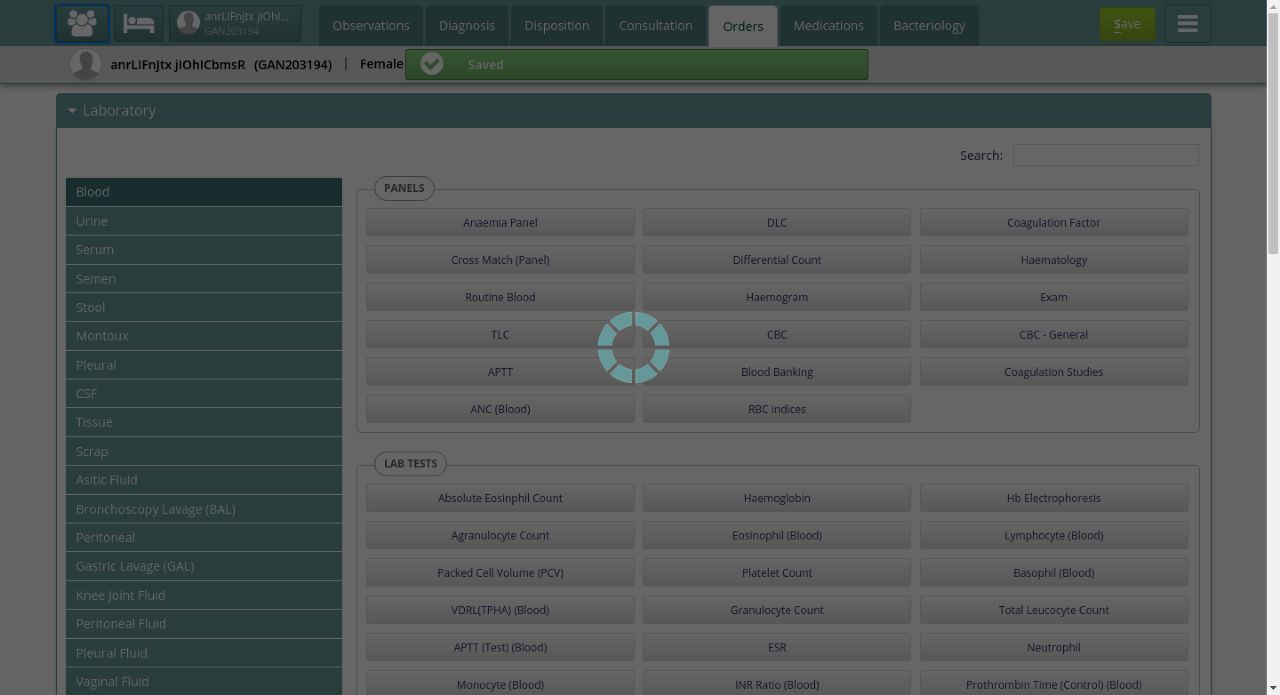 anrLlFnJtx jlOhl...
GAN203194
Observations
Diagnosis
Disposition
Consultation
Orders
Medications
Bacteriology
Save
anrLlFnJtx jlOhlCbmsR (GAN203194) | Female
Saved
Laboratory
Search:
Blood
Urine
Serum
Semen
Stool
Montoux
Pleural
CSF
Tissue
Scrap
Asitic Fluid
Bronchoscopy Lavage (BAL)
Peritoneal
Gastric Lavage (GAL)
Knee Joint Fluid
Peritoneal Fluid
Pleural Fluid
Vaginal Fluid
PANELS
Anaemia Panel
DLC
Coagulation Factor
Cross Match (Panel)
Differential Count
Haematology
Routine Blood
Haemogram
Exam
TLC
CBC
CBC - General
APTT
Blood Banking
Coagulation Studies
ANC (Blood)
RBC indices
LAB TESTS
Absolute Eosinphil Count
Haemoglobin
Hb Electrophoresis
Agranulocyte Count
Eosinophil (Blood)
Lymphocyte (Blood)
Packed Cell Volume (PCV)
Platelet Count
Basophil (Blood)
VDRL(TPHA) (Blood)
Granulocyte Count
Total Leucocyte Count
APTT (Test) (Blood)
ESR
Neutrophil
Monocyte (Blood)
INR Ratio (Blood)
Prothrombin Time (Control) (Blood)